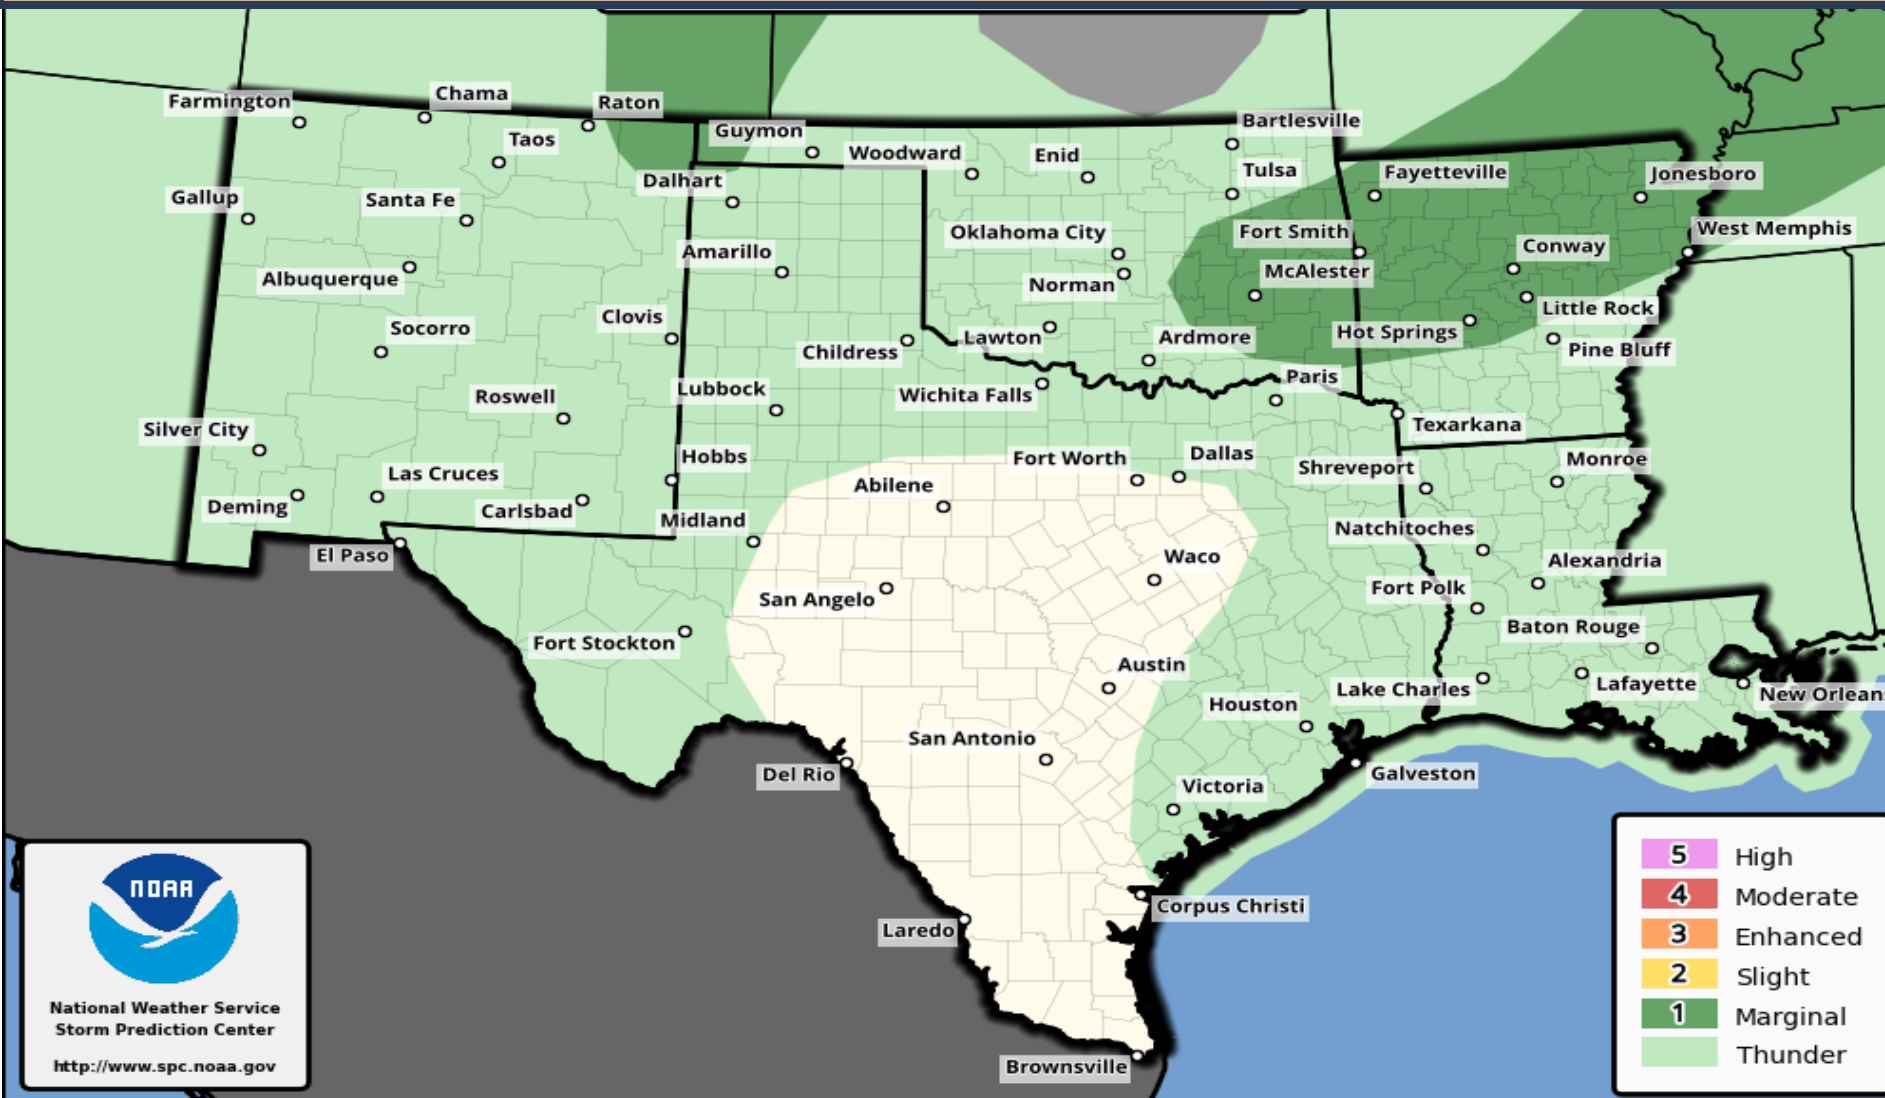 Farmington
Chama
Raton
Guymon
Bartlesville
Taos
Woodward
Enid
Tulsa
Fayetteville
Jonesboro
Dalhart
Gallup
Santa Fe
Oklahoma City
Fort Smith
West Memphis
Conway
Amarillo
McAlester
Albuquerque
Norman
Little Rock
Clovis
Socorro
Lawton
Ardmore
Hot Springs
Childress
Pine Bluff
Paris
Lubbock
Wichita Falls
Roswell
Texarkana
Silver City
Hobbs
Fort Worth
Dallas
Shreveport
Monroe
Las Cruces
Abilene
Deming
Carlsbad
Midland
Natchitoches
El Paso
Waco
Alexandria
Fort Polk
San Angelo
Baton Rouge
Fort Stockton
Austin
Lake Charles
Lafayette
New Orleans
Houston
San Antonio
Del Rio
Galveston
Victoria
Corpus Christi
Laredo
Brownsville
NOAA
National Weather Service
Storm Prediction Center
http://www.spc.noaa.gov
5 High
4 Moderate
3 Enhanced
2 Slight
1 Marginal
Thunder